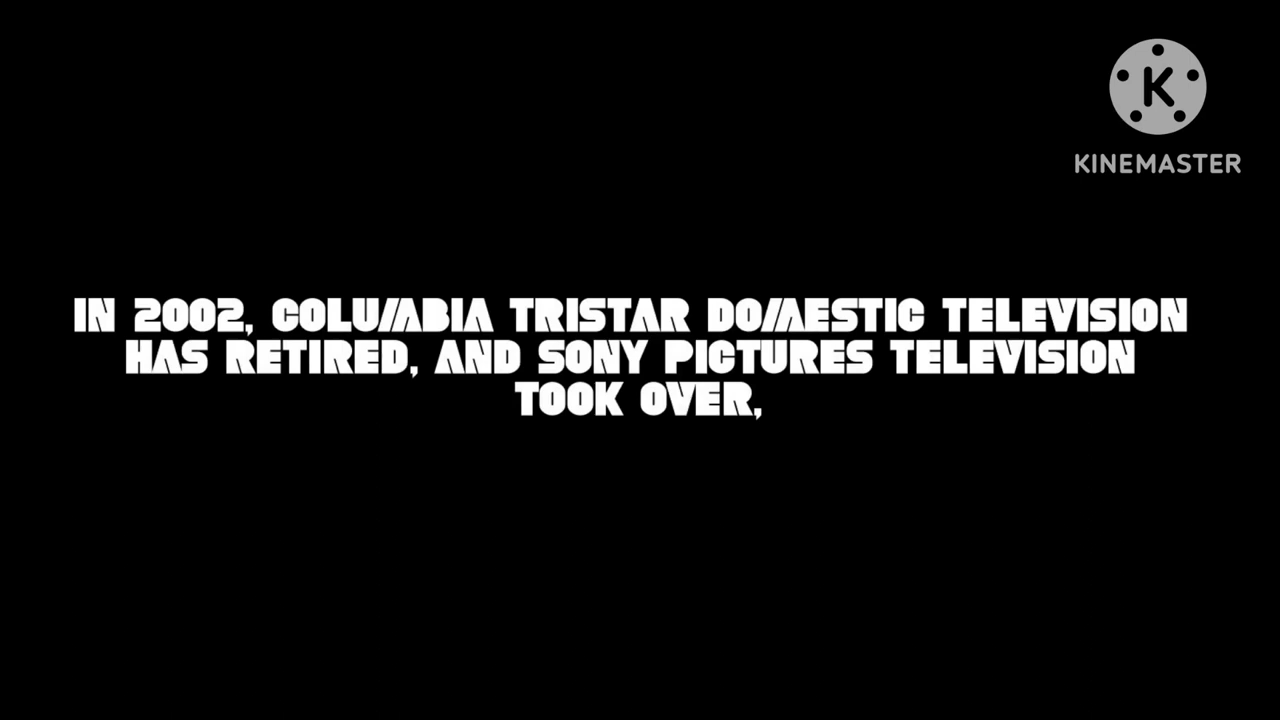 K
KINEMASTER
IN 2002, COLUMBIA TRISTAR DOMESTIC TELEVISION
HAS RETIRED, AND SONY PICTURES TELEVISION
TOOK OVER,